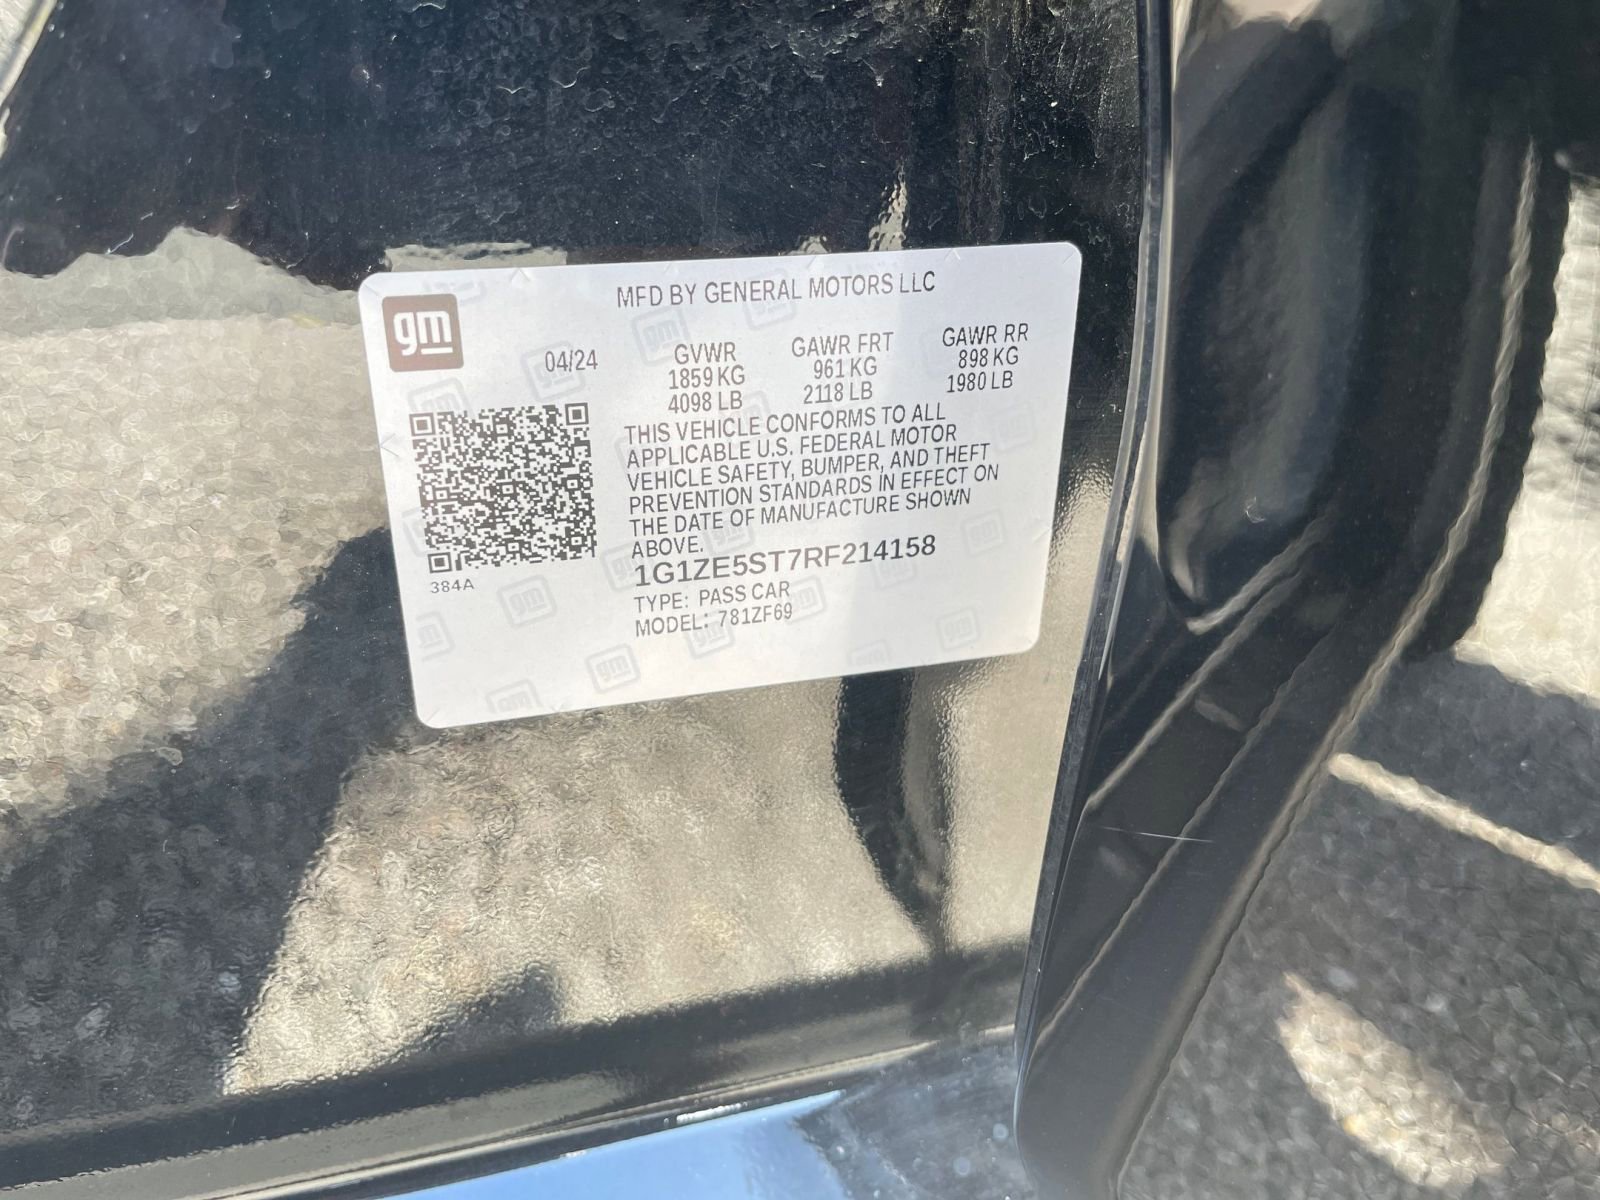 MFD BY GENERAL MOTORS LLC
gm
04/24
GVWR
1859 KG
4098 LB
GAWR FRT
961 KG
2118 LB
GAWR RR
898 KG
1980 LB
THIS VEHICLE CONFORMS TO ALL
APPLICABLE U.S. FEDERAL MOTOR
VEHICLE SAFETY, BUMPER, AND THEFT
PREVENTION STANDARDS IN EFFECT ON
THE DATE OF MANUFACTURE SHOWN
ABOVE.
1G1ZE5ST7RF214158
384A
TYPE: PASS CAR
MODEL: 781ZF69